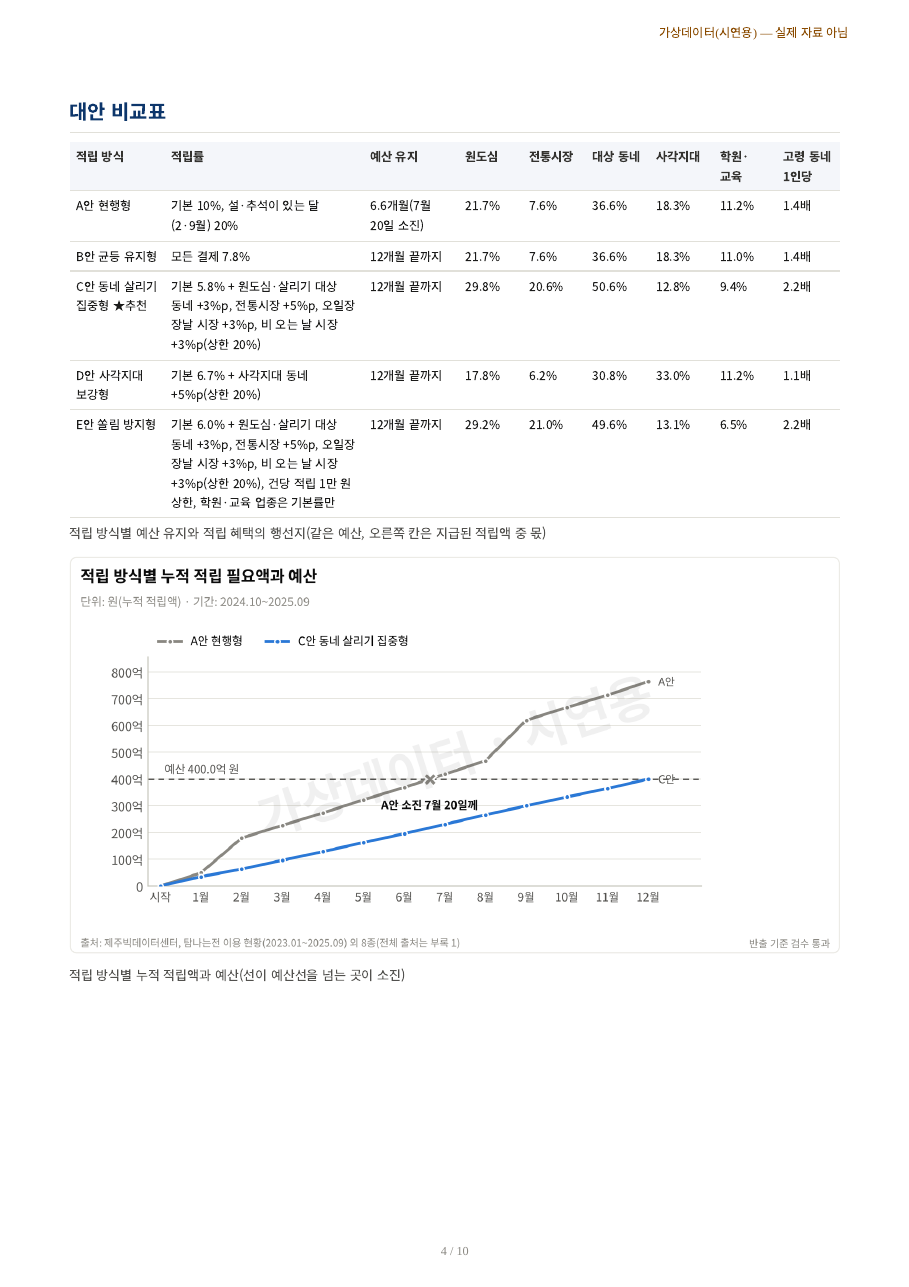 가상데이터(시연용) — 실제 자료 아님
대안 비교표
적립 방식 적립률 예산 유지 원도심 전통시장 대상 동네 사각지대 학원· 고령 동네
교육 1인당
A안 현행형 기본 10%, 설·추석이 있는 달 6.6개월(7월 21.7% 7.6% 36.6% 18.3% 11.2% 1.4배
(2·9월) 20% 20일 소진)
B안 균등 유지형 모든 결제 7.8% 12개월 끝까지 21.7% 7.6% 36.6% 18.3% 11.0% 1.4배
C안 동네 살리기 기본 5.8% + 원도심·살리기 대상 12개월 끝까지 29.8% 20.6% 50.6% 12.8% 9.4% 2.2배
집중형 ★추천 동네 +3%p, 전통시장 +5%p, 오일장
장날 시장 +3%p, 비 오는 날 시장
+3%p(상한 20%)
D안 사각지대 기본 6.7% + 사각지대 동네 12개월 끝까지 17.8% 6.2% 30.8% 33.0% 11.2% 1.1배
보강형 +5%p(상한 20%)
E안 쏠림 방지형 기본 6.0% + 원도심·살리기 대상 12개월 끝까지 29.2% 21.0% 49.6% 13.1% 6.5% 2.2배
동네 +3%p, 전통시장 +5%p, 오일장
장날 시장 +3%p, 비 오는 날 시장
+3%p(상한 20%), 건당 적립 1만 원
상한, 학원·교육 업종은 기본률만
적립 방식별 예산 유지와 적립 혜택의 행선지(같은 예산, 오른쪽 칸은 지급된 적립액 중 몫)
적립 방식별 누적 적립 필요액과 예산
단위: 원(누적 적립액) · 기간: 2024.10~2025.09
A안 현행형 C안 동네 살리기 집중형
800억
A안
700억
600억
500억
예산 400.0억 원
400억
C안
A안 소진 7월 20일께
300억
200억
100억
0
시작 1월 2월 3월 4월 5월 6월 7월 8월 9월 10월 11월 12월
가상데이터 · 시연용
출처: 제주빅데이터센터, 탐나는전 이용 현황(2023.01~2025.09) 외 8종(전체 출처는 부록 1) 반출 기준 검수 통과
적립 방식별 누적 적립액과 예산(선이 예산선을 넘는 곳이 소진)
4 / 10